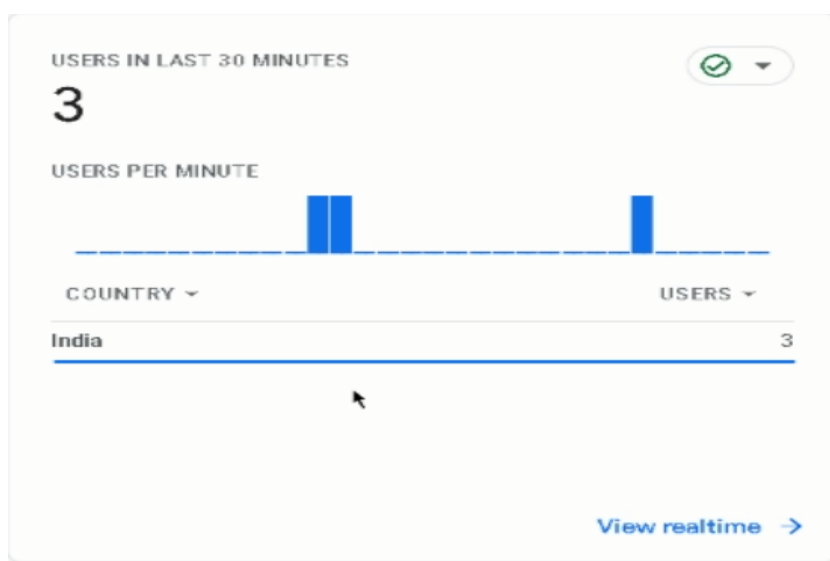 USERS IN LAST 30 MINUTES
3
USERS PER MINUTE
COUNTRY USERS
India 3
View realtime